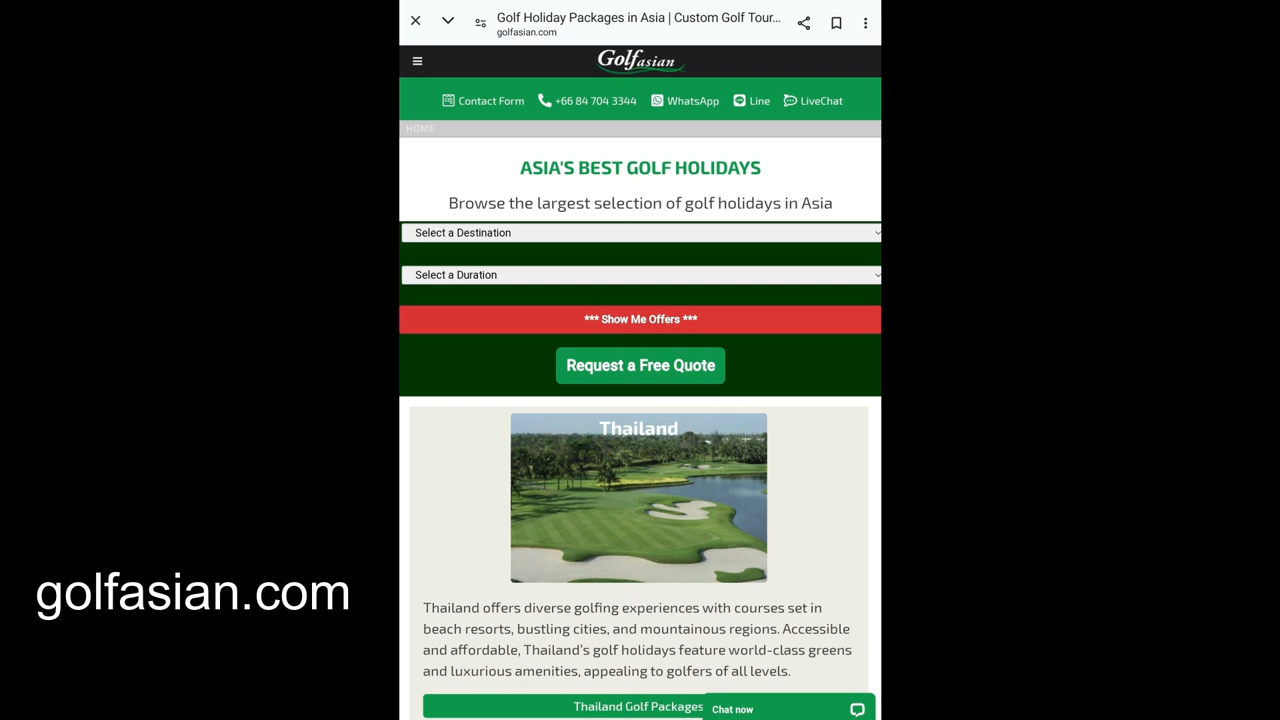 Golf Holiday Packages in Asia | Custom Golf Tour...
golfasian.com
Golfasian
Contact Form +66 84 704 3344 WhatsApp Line LiveChat
HOME
ASIA'S BEST GOLF HOLIDAYS
Browse the largest selection of golf holidays in Asia
Select a Destination
Select a Duration
*** Show Me Offers ***
Request a Free Quote
Thailand
golfasian.com
Thailand offers diverse golfing experiences with courses set in
beach resorts, bustling cities, and mountainous regions. Accessible
and affordable, Thailand's golf holidays feature world-class greens
and luxurious amenities, appealing to golfers of all levels.
Thailand Golf Packages
Chat now